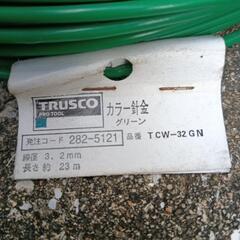 TRUSCO
PRO TOOL
カラー針金
グリーン
発注コード 282-5121 品番 TCW-32GN
線径 3.2mm
長さ約 23m